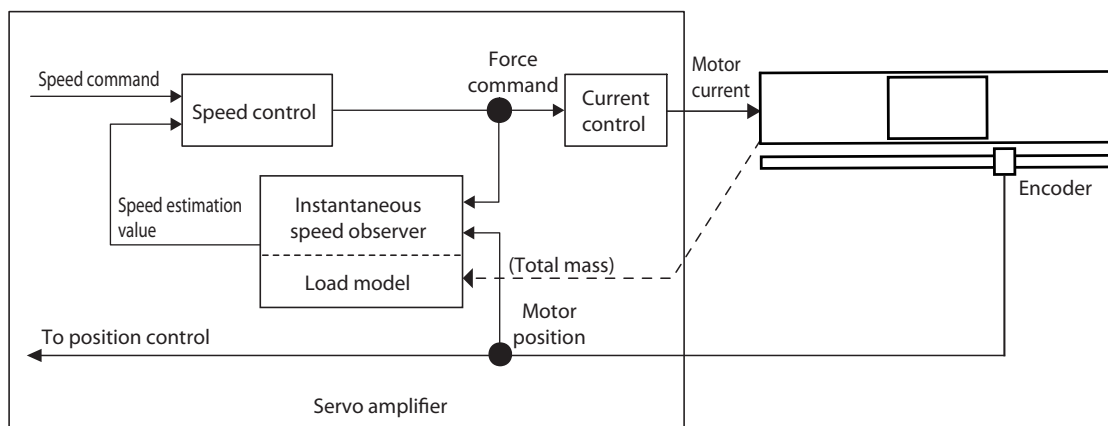 Speed command
Speed control
Force
command
Current
control
Motor
current
Encoder
Speed estimation
value
Instantaneous
speed observer
Load model
(Total mass)
Motor
position
To position control
Servo amplifier